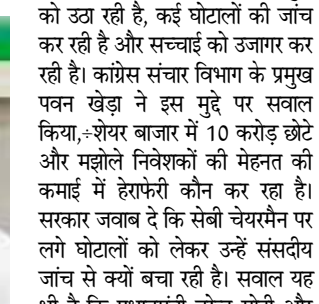 को उठा रही है, कई घोटालों की जांच
कर रही है और सच्चाई को उजागर कर
रही है। कांग्रेस संचार विभाग के प्रमुख
पवन खेड़ा ने इस मुद्दे पर सवाल
किया,÷शेयर बाजार में 10 करोड़ छोटे
और मझोले निवेशकों की मेहनत की
कमाई में हेराफेरी कौन कर रहा है।
सरकार जवाब दे कि सेबी चेयरमैन पर
लगे घोटालों को लेकर उन्हें संसदीय
जांच से क्यों बचा रही है। सवाल यह